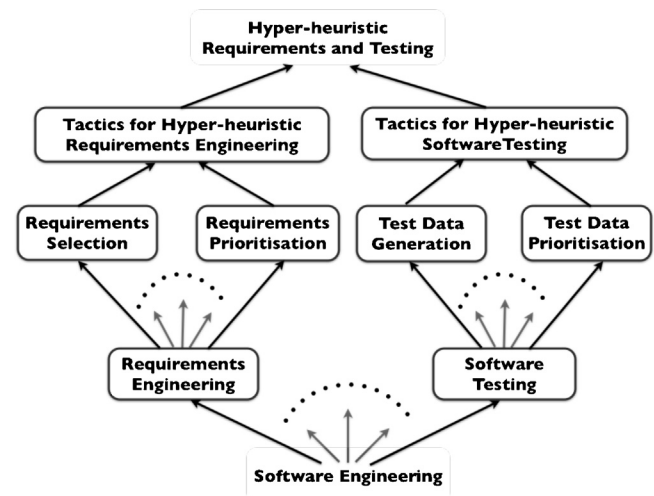 Hyper-heuristic
Requirements and Testing
Tactics for Hyper-heuristic
Requirements Engineering
Tactics for Hyper-heuristic
SoftwareTesting
Requirements
Selection
Requirements
Prioritisation
Test Data
Generation
Test Data
Prioritisation
Requirements
Engineering
Software
Testing
Software Engineering